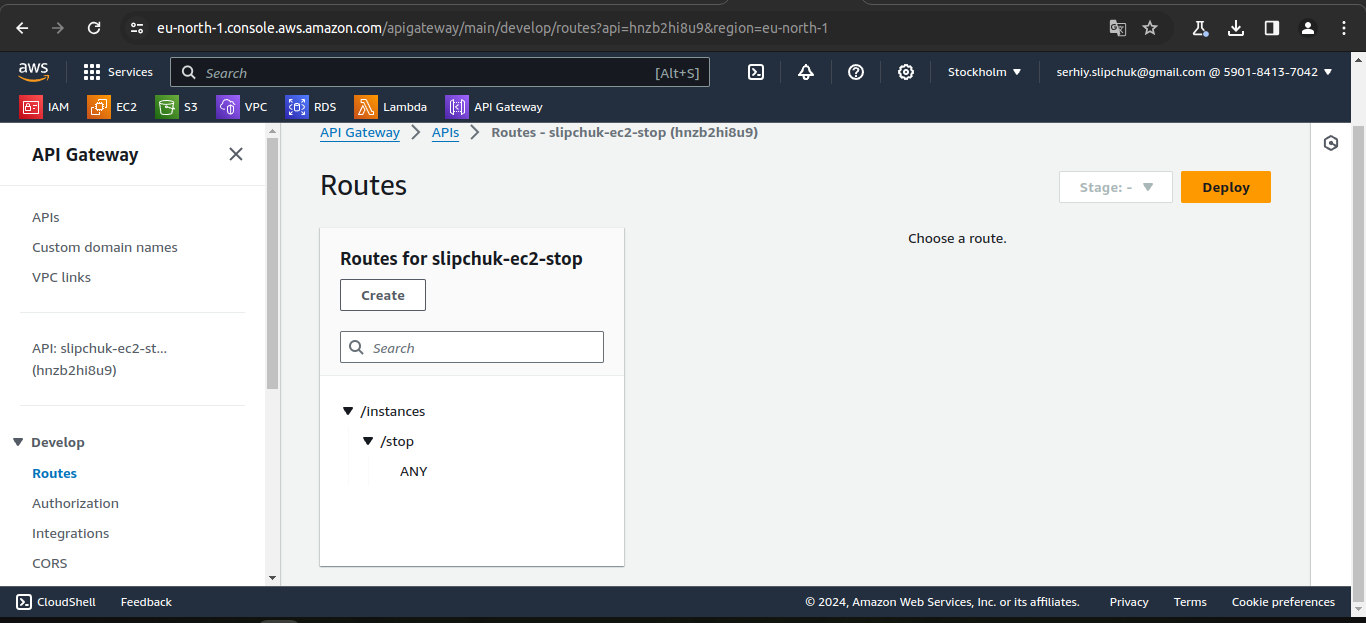 eu-north-1.console.aws.amazon.com/apigateway/main/develop/routes?api=hnzb2hi8u9&region=eu-north-1
aws Services Search [Alt+S] Stockholm serhiy.slipchuk@gmail.com @ 5901-8413-7042
IAM EC2 S3 VPC RDS Lambda API Gateway
API Gateway
APIs
Custom domain names
VPC links
API: slipchuk-ec2-st...
(hnzb2hi8u9)
Develop
Routes
Authorization
Integrations
CORS
API Gateway APIs Routes - slipchuk-ec2-stop (hnzb2hi8u9)
Routes
Stage: - Deploy
Routes for slipchuk-ec2-stop
Create
Search
/instances
/stop
ANY
Choose a route.
CloudShell Feedback © 2024, Amazon Web Services, Inc. or its affiliates. Privacy Terms Cookie preferences